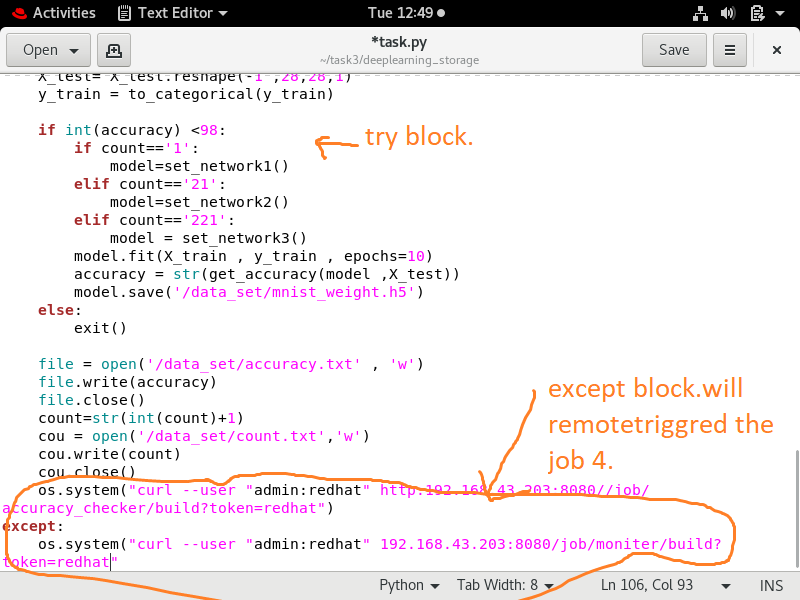 Activities Text Editor Tue 12:49
Open *task.py Save
~/task3/deeplearning_storage
X_test= X_test.reshape(-1 ,28,28,1)
y_train = to_categorical(y_train)
if int(accuracy) <98:
try block.
if count=='1':
model=set_network1()
elif count=='21':
model=set_network2()
elif count=='221':
model = set_network3()
model.fit(X_train , y_train , epochs=10)
accuracy = str(get_accuracy(model ,X_test))
model.save('/data_set/mnist_weight.h5')
else:
exit()
file = open('/data_set/accuracy.txt' , 'w')
file.write(accuracy)
file.close()
count=str(int(count)+1)
cou = open('/data_set/count.txt','w')
cou.write(count)
cou.close()
except block.will
remotetriggred the
job 4.
os.system("curl --user "admin:redhat" http:192.168.43.203:8080//job/
accuracy_checker/build?token=redhat")
except:
os.system("curl --user "admin:redhat" 192.168.43.203:8080/job/moniter/build?
token=redhat"
Python Tab Width: 8 Ln 106, Col 93 INS